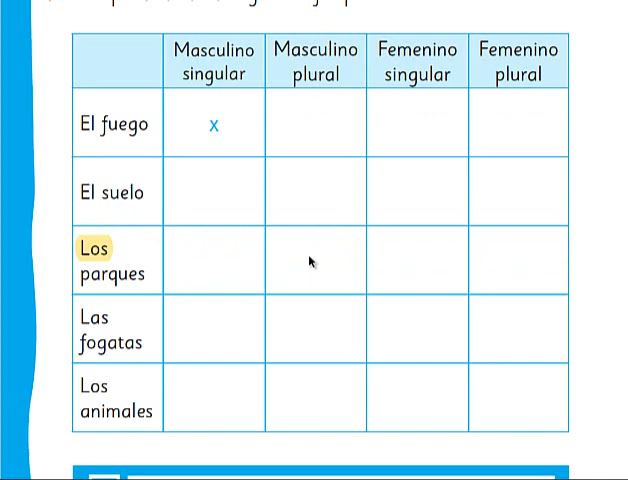 Masculino singular
Masculino plural
Femenino singular
Femenino plural
El fuego
x
El suelo
Los
parques
Las
fogatas
Los
animales